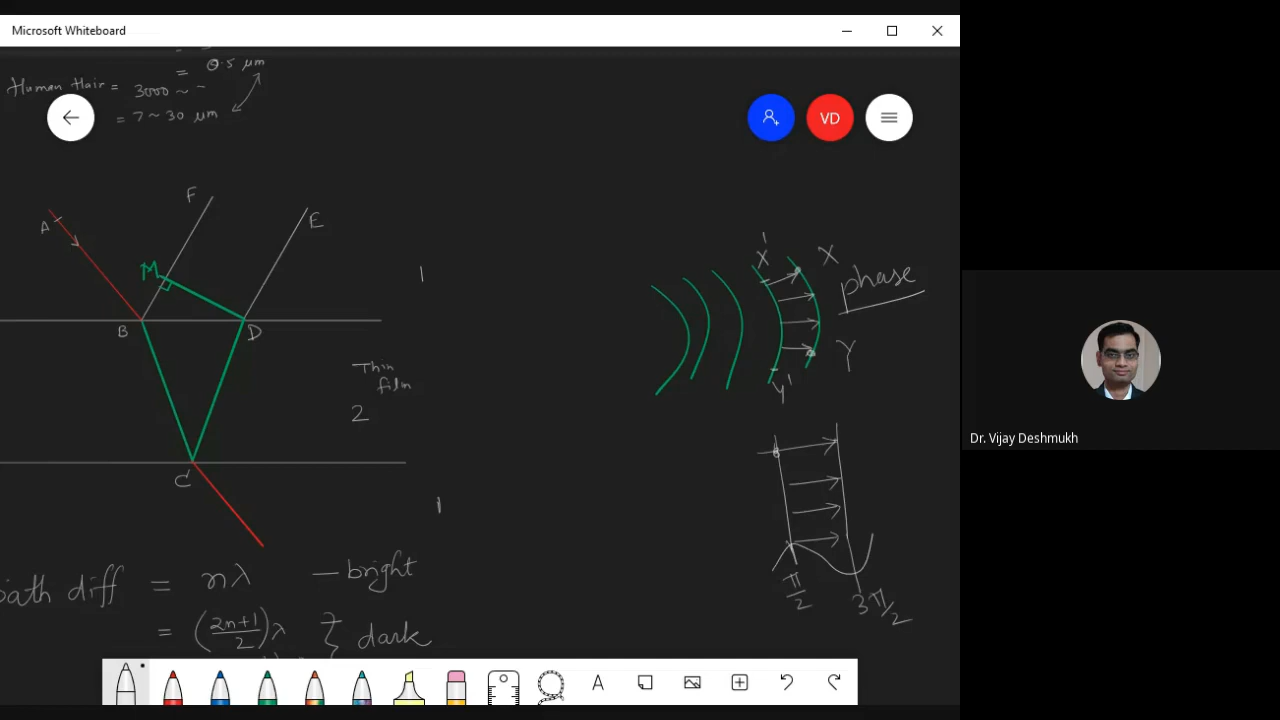 Microsoft Whiteboard
= 0.5 μm
Human Hair = 3000 ~
= 7 ~ 30 μm
VD
F
A
E
M
B
D
Thin
film
2
1
C
1
X' X
phase
Y
Y'
π/2
3π/2
path diff = nλ — bright
= (2n+1/2)λ } dark
A
Dr. Vijay Deshmukh